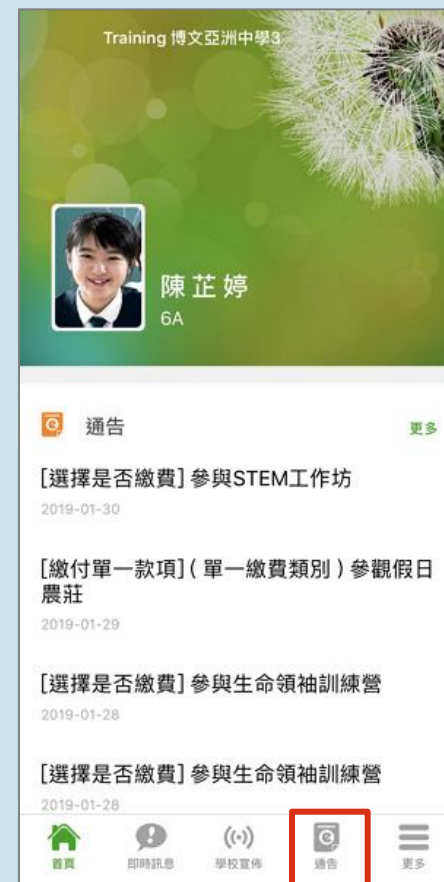 Training 博文亞洲中學3
陳芷婷
6A
通告
更多
[選擇是否繳費] 參與STEM工作坊
2019-01-30
[繳付單一款項] ( 單一繳費類別 ) 參觀假日
農莊
2019-01-29
[選擇是否繳費] 參與生命領袖訓練營
2019-01-28
[選擇是否繳費] 參與生命領袖訓練營
2019-01-28
首頁 即時訊息 學校宣佈 通告 更多